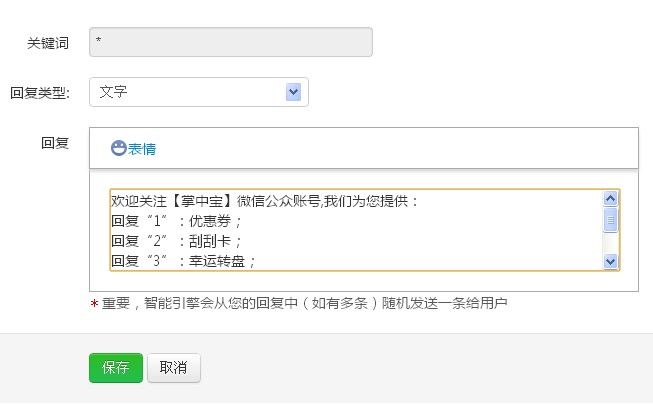 关键词 *
回复类型: 文字
回复 表情
欢迎关注【掌中宝】微信公众账号,我们为您提供：
回复“1”：优惠券；
回复“2”：刮刮卡；
回复“3”：幸运转盘；
*重要，智能引擎会从您的回复中（如有多条）随机发送一条给用户
保存 取消